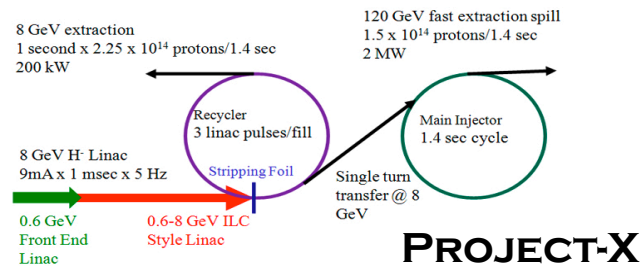 8 GeV extraction
1 second x 2.25 x 10¹⁴ protons/1.4 sec
200 kW
120 GeV fast extraction spill
1.5 x 10¹⁴ protons/1.4 sec
2 MW
Recycler
3 linac pulses/fill
Main Injector
1.4 sec cycle
8 GeV H⁻ Linac
9mA x 1 msec x 5 Hz
Stripping Foil
Single turn
transfer @ 8
GeV
0.6 GeV
Front End
Linac
0.6-8 GeV ILC
Style Linac
PROJECT-X